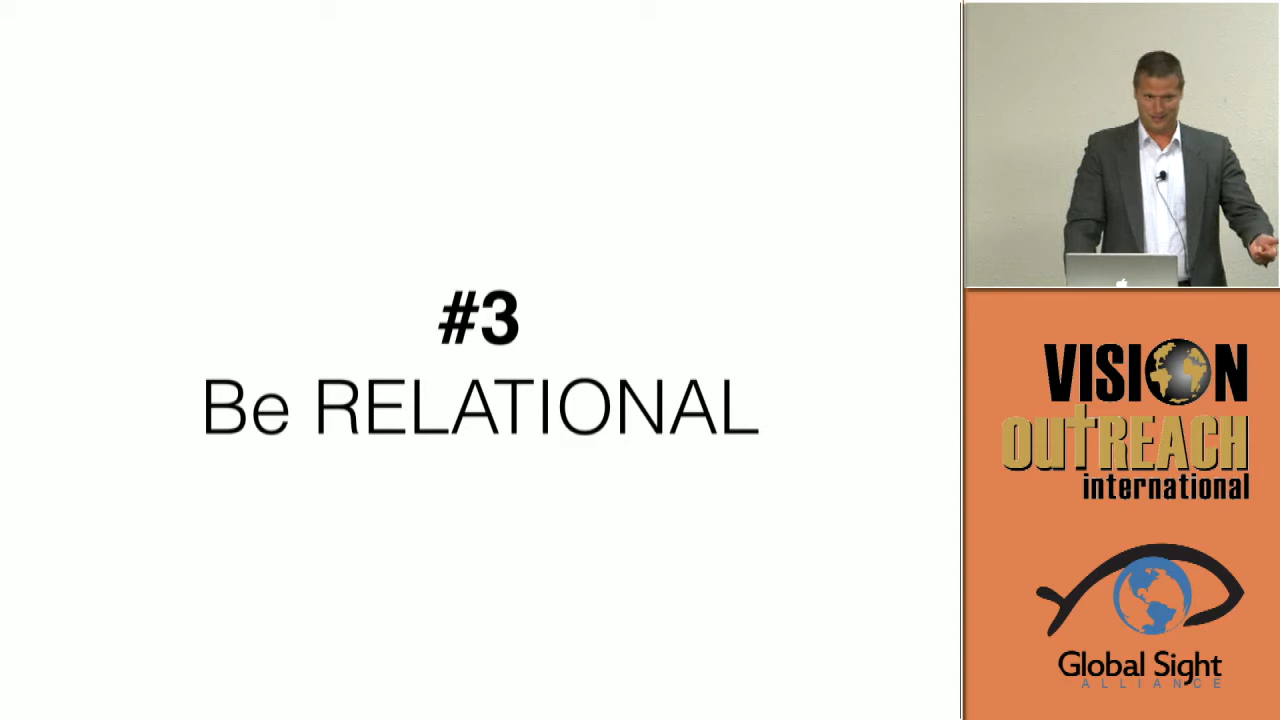 #3
Be RELATIONAL
VISION
OUTREACH
international
Global Sight
ALLIANCE